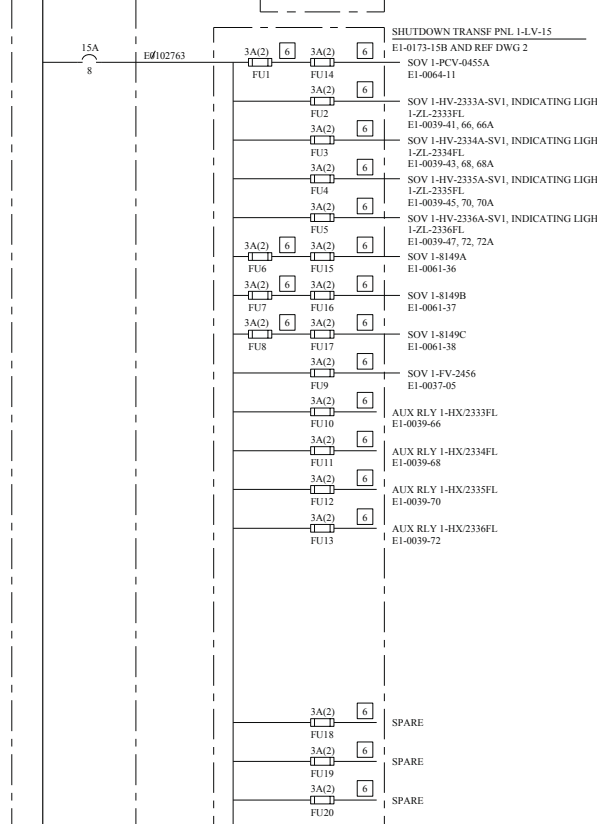 SHUTDOWN TRANSF PNL 1-LV-15
E1-0173-15B AND REF DWG 2
15A
8
EØ102763
3A(2) 6 3A(2) 6
FU1 FU14
SOV 1-PCV-0455A
E1-0064-11
3A(2) 6
FU2
SOV 1-HV-2333A-SV1, INDICATING LIGH
1-ZL-2333FL
E1-0039-41, 66, 66A
3A(2) 6
FU3
SOV 1-HV-2334A-SV1, INDICATING LIGH
1-ZL-2334FL
E1-0039-43, 68, 68A
3A(2) 6
FU4
SOV 1-HV-2335A-SV1, INDICATING LIGH
1-ZL-2335FL
E1-0039-45, 70, 70A
3A(2) 6
FU5
SOV 1-HV-2336A-SV1, INDICATING LIGH
1-ZL-2336FL
E1-0039-47, 72, 72A
3A(2) 6 3A(2) 6
FU6 FU15
SOV 1-8149A
E1-0061-36
3A(2) 6 3A(2) 6
FU7 FU16
SOV 1-8149B
E1-0061-37
3A(2) 6 3A(2) 6
FU8 FU17
SOV 1-8149C
E1-0061-38
3A(2) 6
FU9
SOV 1-FV-2456
E1-0037-05
3A(2) 6
FU10
AUX RLY 1-HX/2333FL
E1-0039-66
3A(2) 6
FU11
AUX RLY 1-HX/2334FL
E1-0039-68
3A(2) 6
FU12
AUX RLY 1-HX/2335FL
E1-0039-70
3A(2) 6
FU13
AUX RLY 1-HX/2336FL
E1-0039-72
3A(2) 6
FU18
SPARE
3A(2) 6
FU19
SPARE
3A(2) 6
FU20
SPARE